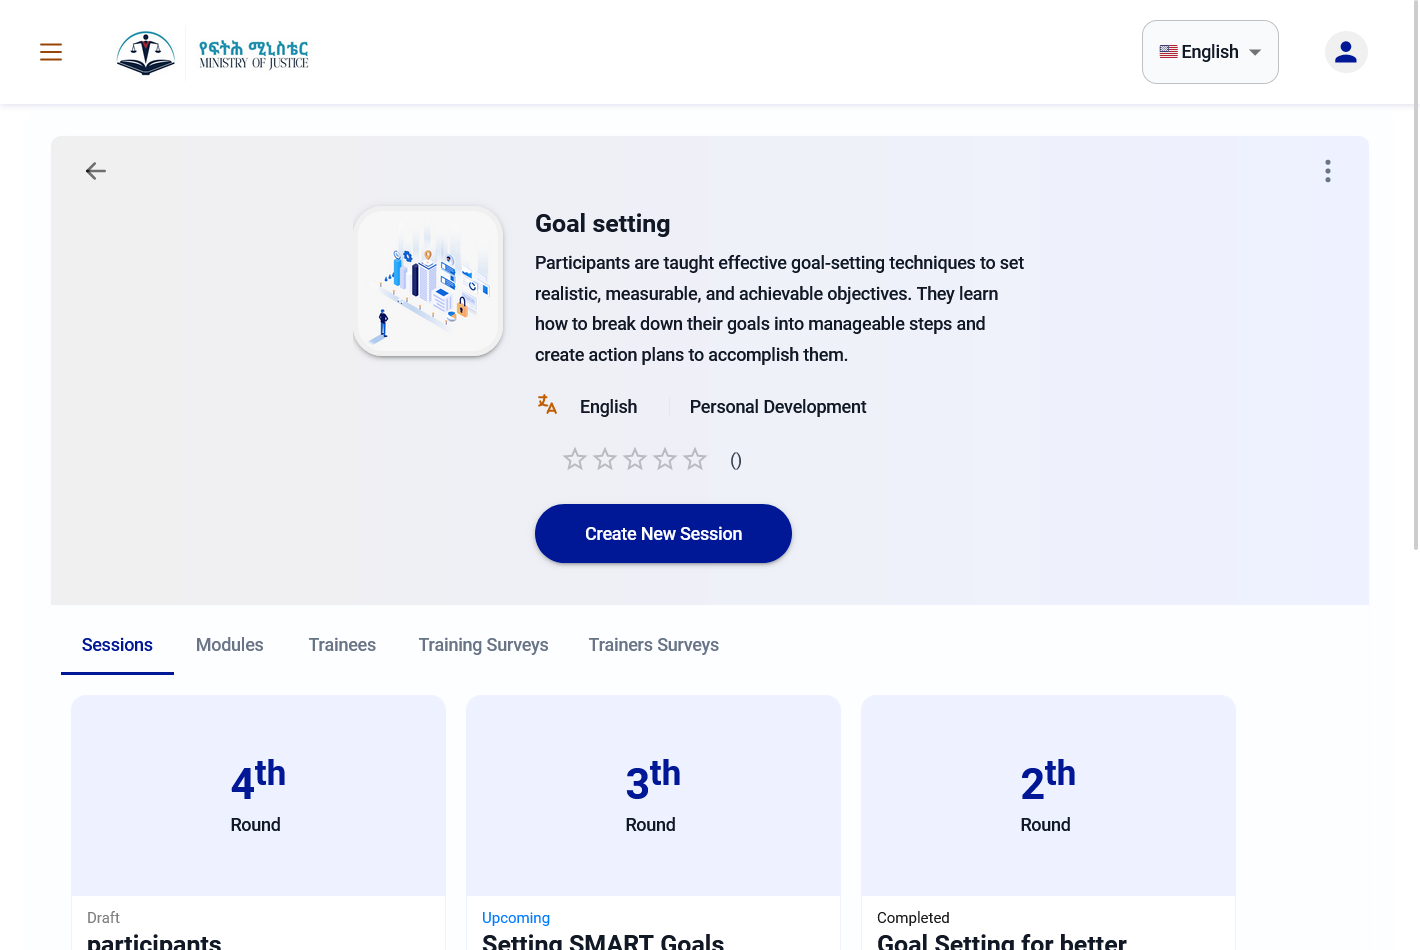 የፍትሕ ሚኒስቴር
MINISTRY OF JUSTICE
English
Goal setting
Participants are taught effective goal-setting techniques to set
realistic, measurable, and achievable objectives. They learn
how to break down their goals into manageable steps and
create action plans to accomplish them.
English
Personal Development
()
Create New Session
Sessions
Modules
Trainees
Training Surveys
Trainers Surveys
4th
Round
3th
Round
2th
Round
Draft
participants
Upcoming
Setting SMART Goals
Completed
Goal Setting for better